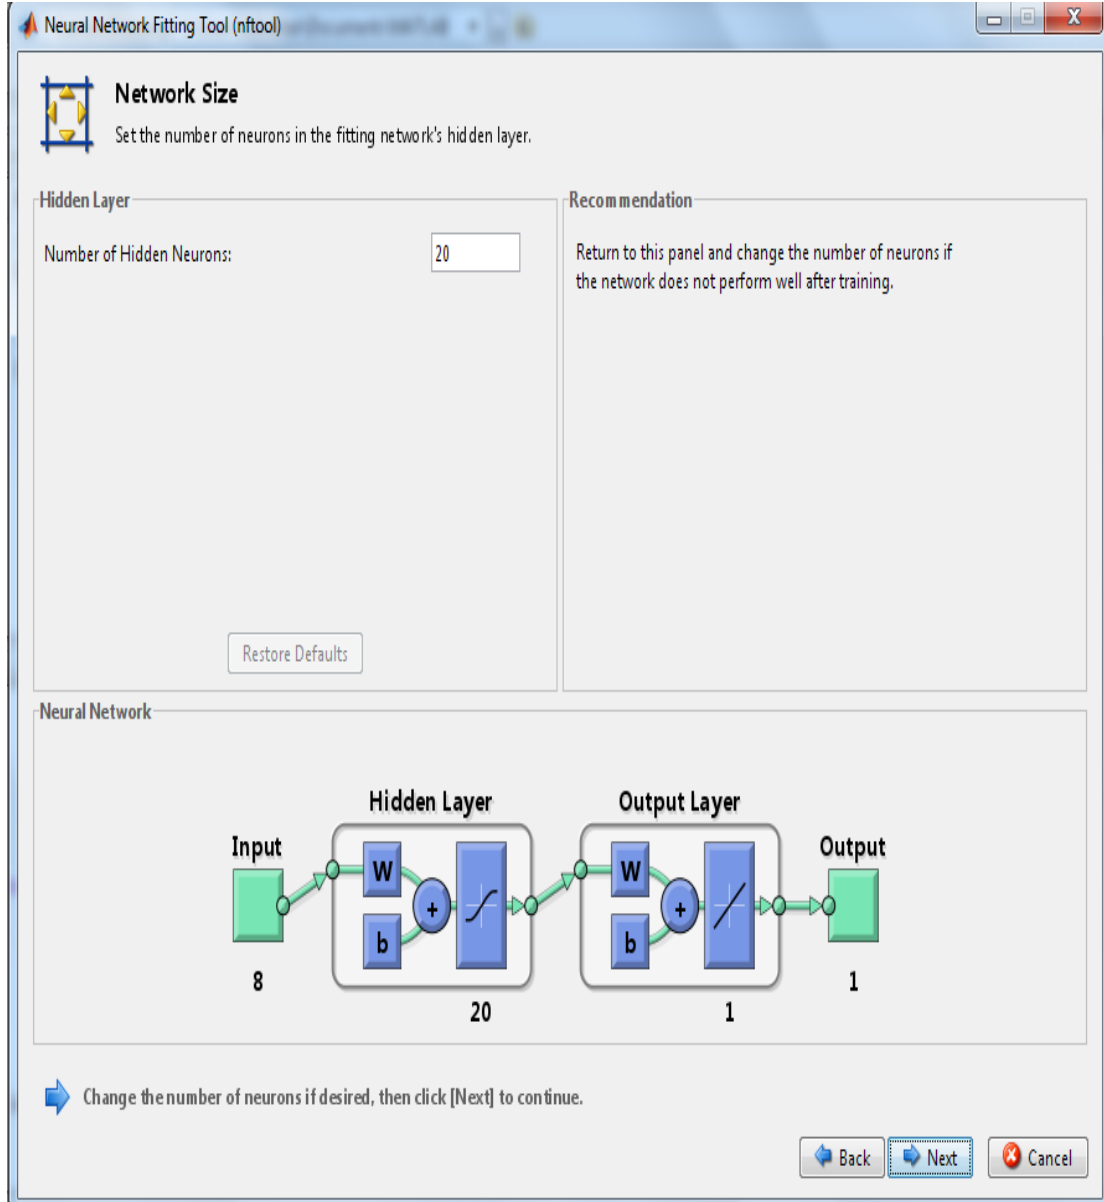 Neural Network Fitting Tool (nftool)
Network Size
Set the number of neurons in the fitting network's hidden layer.
Hidden Layer
Number of Hidden Neurons:
20
Restore Defaults
Recommendation
Return to this panel and change the number of neurons if
the network does not perform well after training.
Neural Network
Hidden Layer
Output Layer
Input
Output
W
b
+
W
b
+
8
20
1
1
Change the number of neurons if desired, then click [Next] to continue.
Back
Next
Cancel